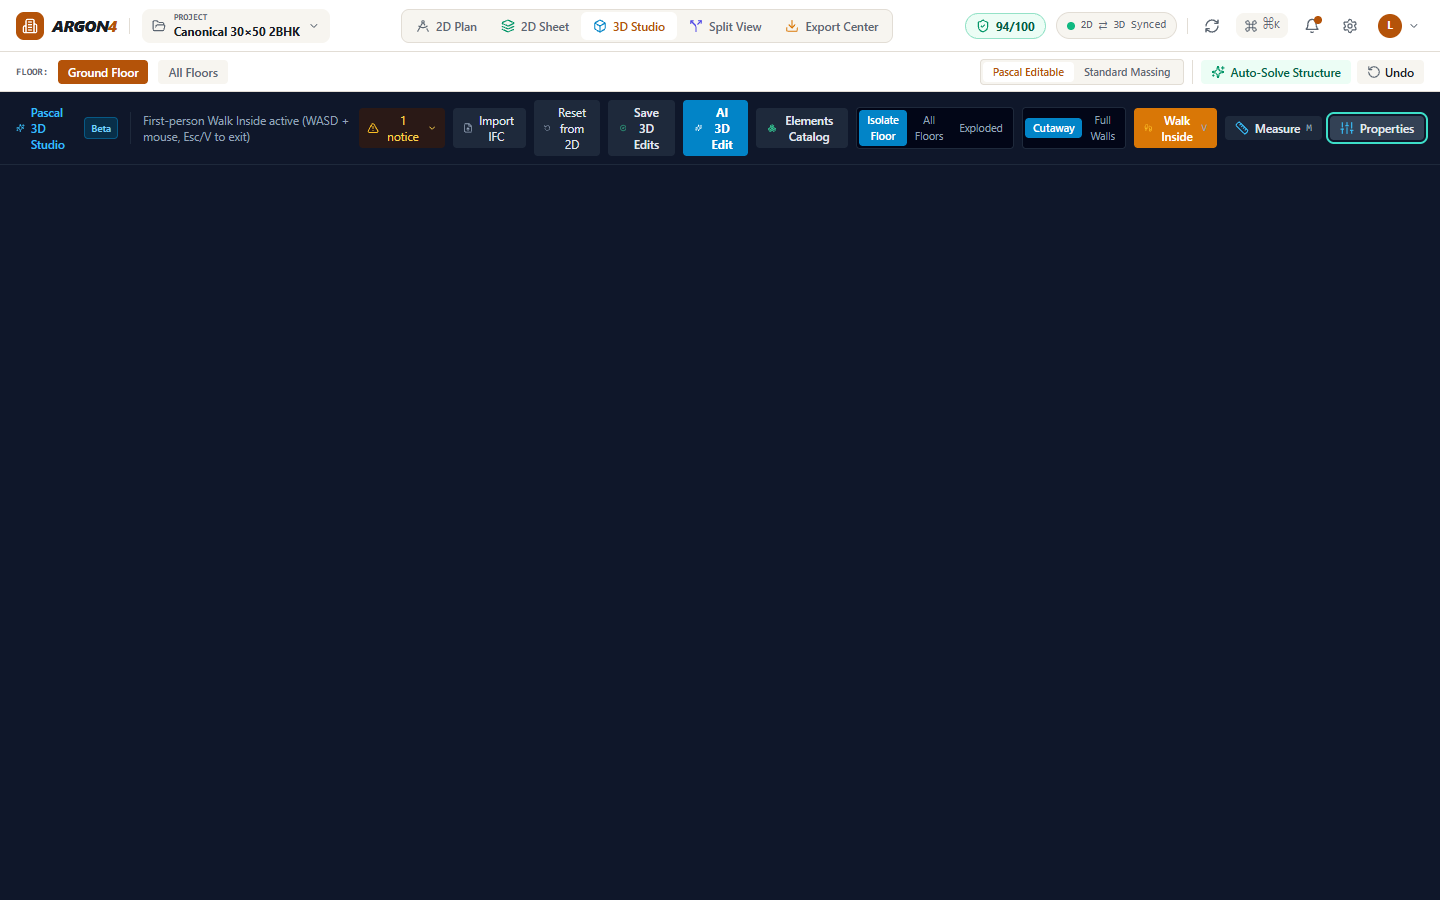 ARGON4
PROJECT
Canonical 30×50 2BHK
2D Plan
2D Sheet
3D Studio
Split View
Export Center
94/100
2D ⇄ 3D Synced
⌘ ⌘K
L
FLOOR:
Ground Floor
All Floors
Pascal Editable
Standard Massing
Auto-Solve Structure
Undo
Pascal
3D
Studio
Beta
First-person Walk Inside active (WASD +
mouse, Esc/V to exit)
1
notice
Import
IFC
Reset
from
2D
Save
3D
Edits
AI
3D
Edit
Elements
Catalog
Isolate
Floor
All
Floors
Exploded
Cutaway
Full
Walls
Walk
Inside
V
Measure M
Properties